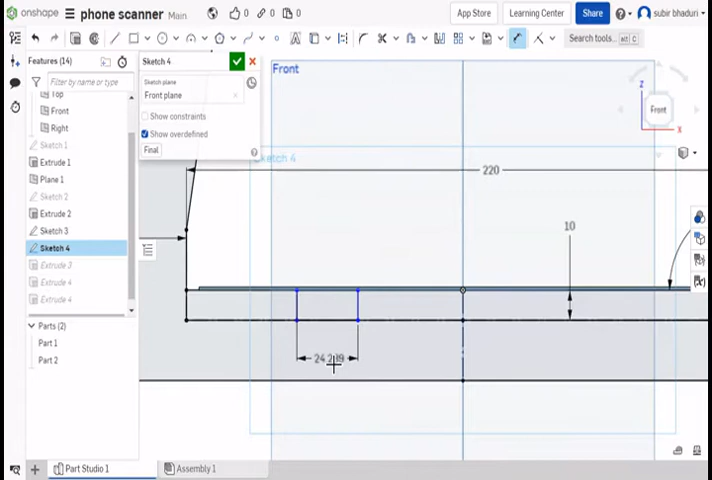 onshape phone scanner Main 0 0 0 App Store Learning Center Share subir bhaduri
Search tools... alt C
Features (14)
Filter by name or type
Top
Front
Right
Sketch 1
Extrude 1
Plane 1
Sketch 2
Extrude 2
Sketch 3
Sketch 4
Extrude 3
Extrude 4
Extrude 4
Parts (2)
Part 1
Part 2
Sketch 4
Sketch plane
Front plane
Show constraints
Show overdefined
Final
Front
Sketch 4
220
10
Z
Front
X
Part Studio 1 Assembly 1